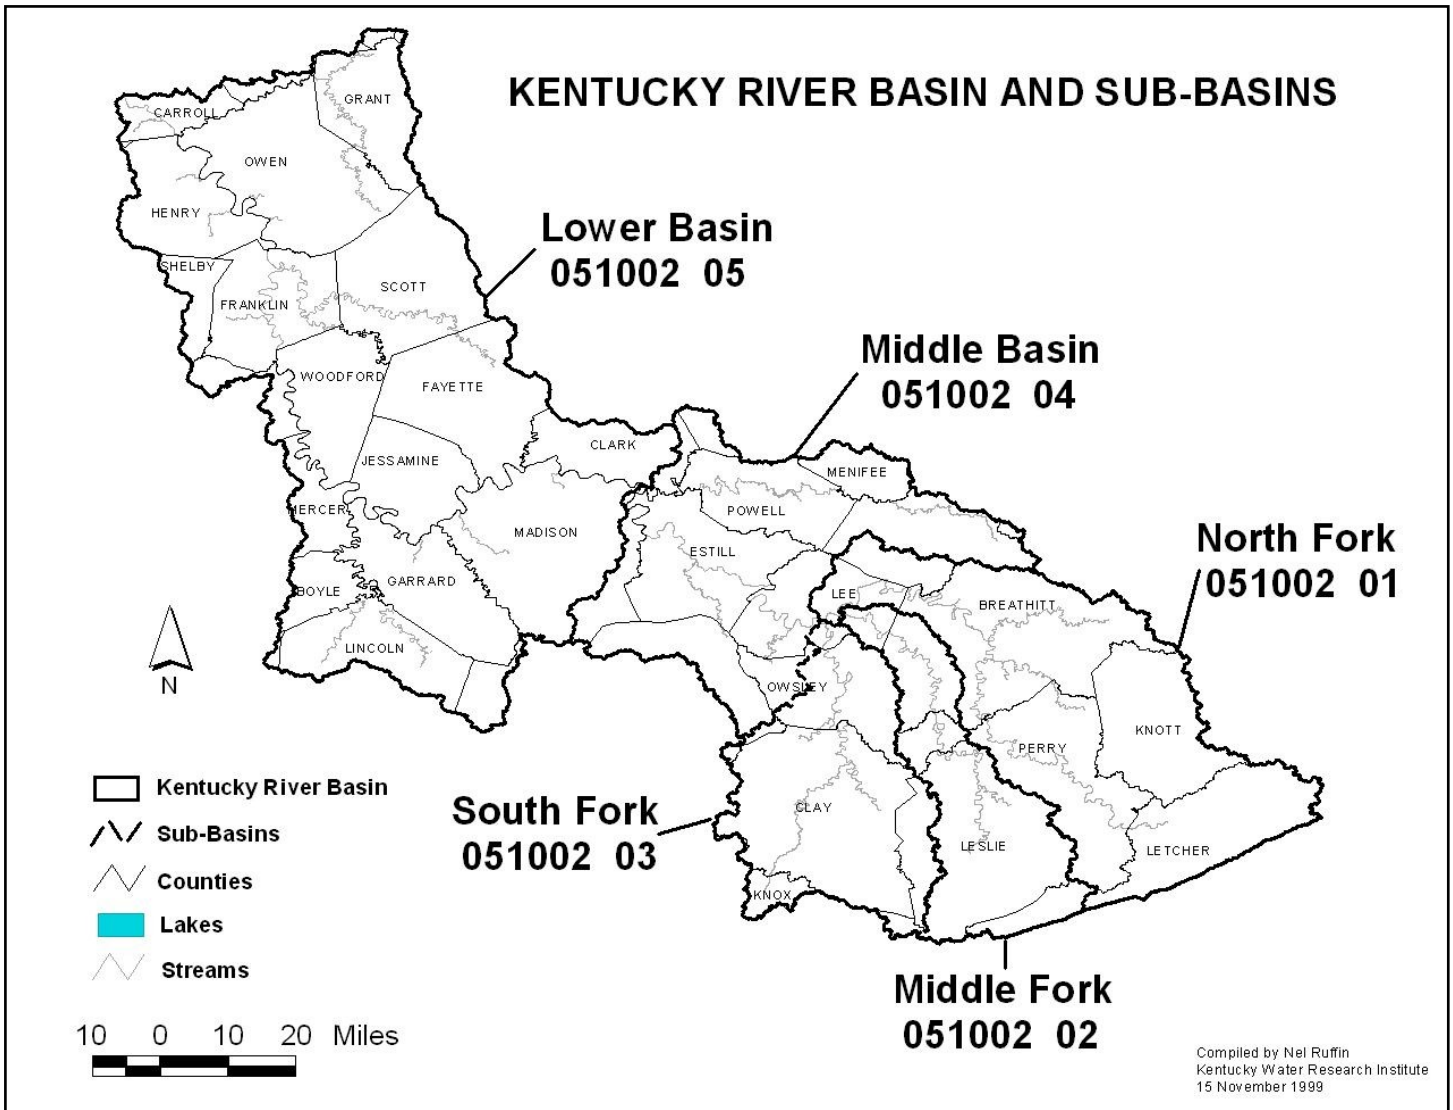 KENTUCKY RIVER BASIN AND SUB-BASINS
GRANT
CARROLL
OWEN
HENRY
Lower Basin
051002 05
SHELBY
SCOTT
FRANKLIN
Middle Basin
051002 04
WOODFORD
FAYETTE
CLARK
JESSAMINE
MENIFEE
MERCER
POWELL
MADISON
North Fork
051002 01
ESTILL
GARRARD
BOYLE
LEE
BREATHITT
LINCOLN
N
OWSLEY
KNOTT
PERRY
Kentucky River Basin
South Fork
051002 03
CLAY
Sub-Basins
LESLIE
LETCHER
Counties
KNOX
Lakes
Streams
Middle Fork
051002 02
10 0 10 20 Miles
Compiled by Nel Ruffin
Kentucky Water Research Institute
15 November 1999